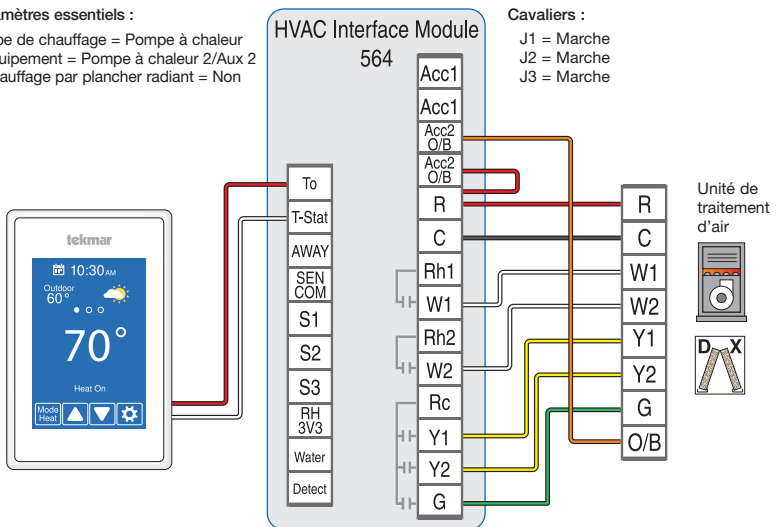 mètres essentiels :
e de chauffage = Pompe à chaleur
uipement = Pompe à chaleur 2/Aux 2
auffage par plancher radiant = Non
HVAC Interface Module
564
Cavaliers :
J1 = Marche
J2 = Marche
J3 = Marche
Acc1
Acc1
Acc2
O/B
Acc2
O/B
R
C
Rh1
W1
Rh2
W2
Rc
Y1
Y2
G
To
T-Stat
AWAY
SEN
COM
S1
S2
S3
RH
3V3
Water
Detect
R
C
W1
W2
Y1
Y2
G
O/B
Unité de
traitement
d'air
D X
tekmar
10:30 AM
Outdoor
60°
70°
Heat On
Mode
Heat